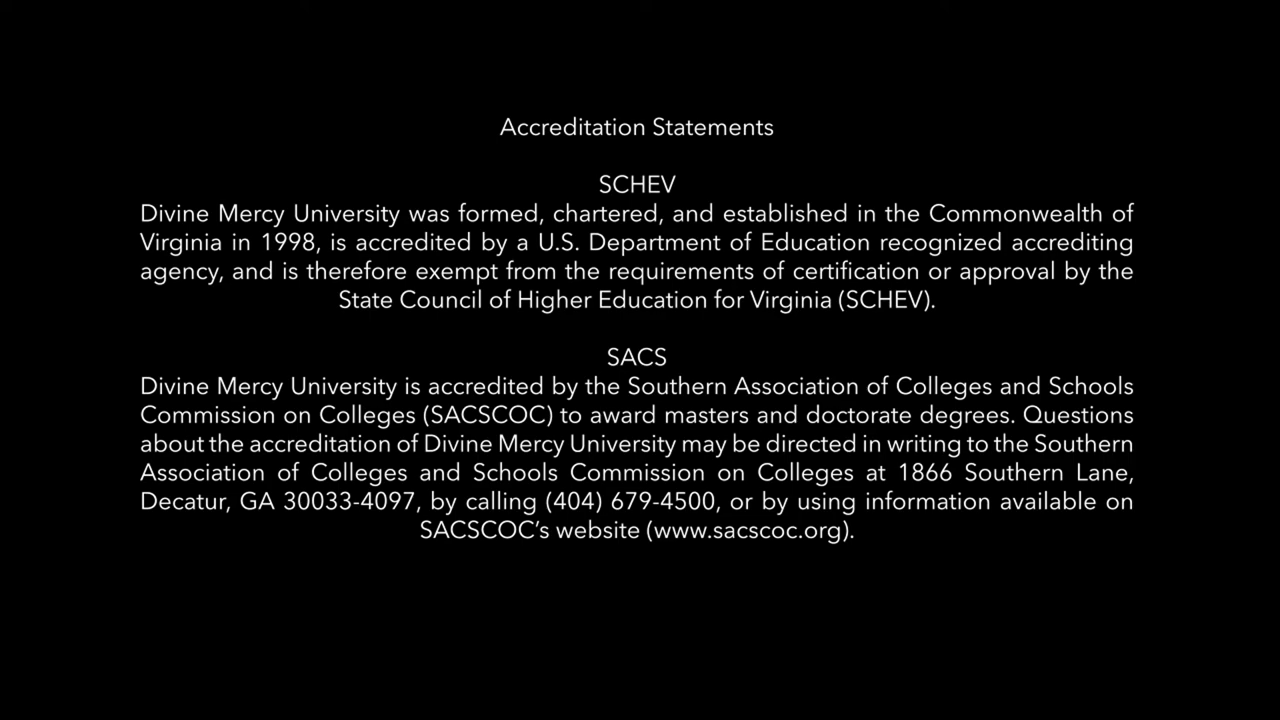 Accreditation Statements
SCHEV
Divine Mercy University was formed, chartered, and established in the Commonwealth of
Virginia in 1998, is accredited by a U.S. Department of Education recognized accrediting
agency, and is therefore exempt from the requirements of certification or approval by the
State Council of Higher Education for Virginia (SCHEV).
SACS
Divine Mercy University is accredited by the Southern Association of Colleges and Schools
Commission on Colleges (SACSCOC) to award masters and doctorate degrees. Questions
about the accreditation of Divine Mercy University may be directed in writing to the Southern
Association of Colleges and Schools Commission on Colleges at 1866 Southern Lane,
Decatur, GA 30033-4097, by calling (404) 679-4500, or by using information available on
SACSCOC’s website (www.sacscoc.org).